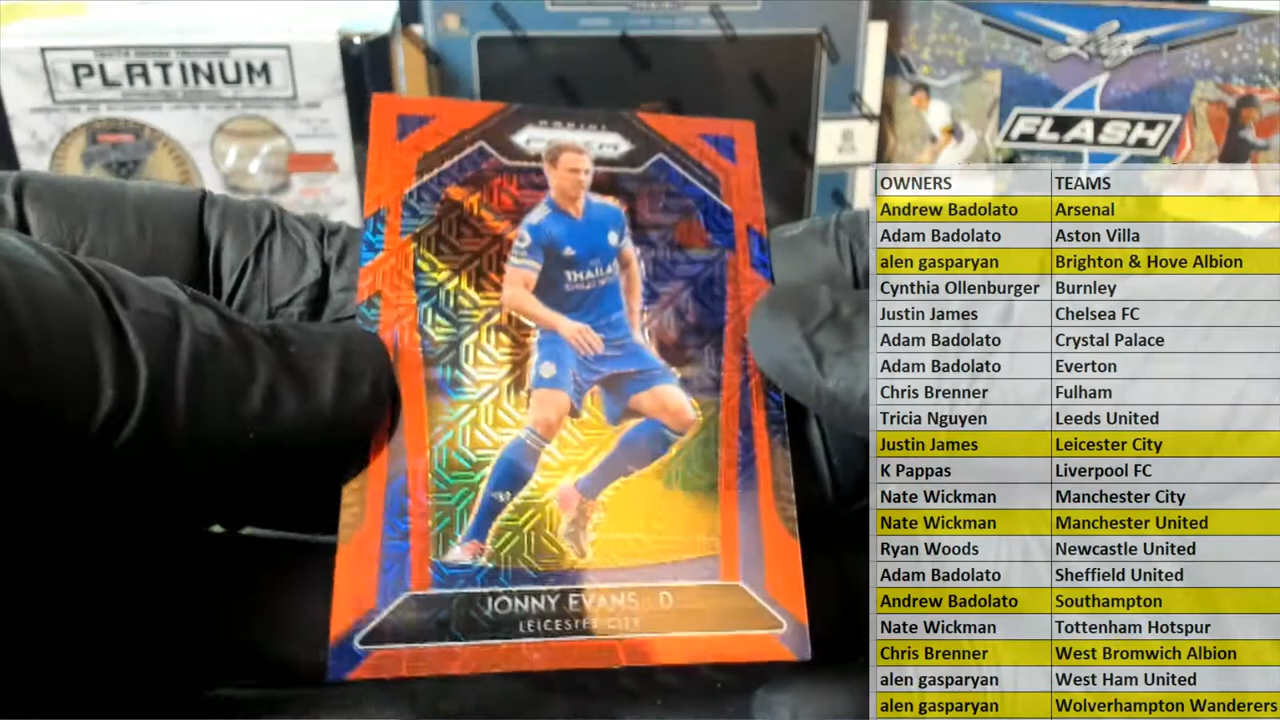 PLATINUM
Leaf
FLASH
PANINI
PRIZM
THAILAND
JONNY EVANS D
LEICESTER CITY
OWNERS TEAMS
Andrew Badolato Arsenal
Adam Badolato Aston Villa
alen gasparyan Brighton & Hove Albion
Cynthia Ollenburger Burnley
Justin James Chelsea FC
Adam Badolato Crystal Palace
Adam Badolato Everton
Chris Brenner Fulham
Tricia Nguyen Leeds United
Justin James Leicester City
K Pappas Liverpool FC
Nate Wickman Manchester City
Nate Wickman Manchester United
Ryan Woods Newcastle United
Adam Badolato Sheffield United
Andrew Badolato Southampton
Nate Wickman Tottenham Hotspur
Chris Brenner West Bromwich Albion
alen gasparyan West Ham United
alen gasparyan Wolverhampton Wanderers